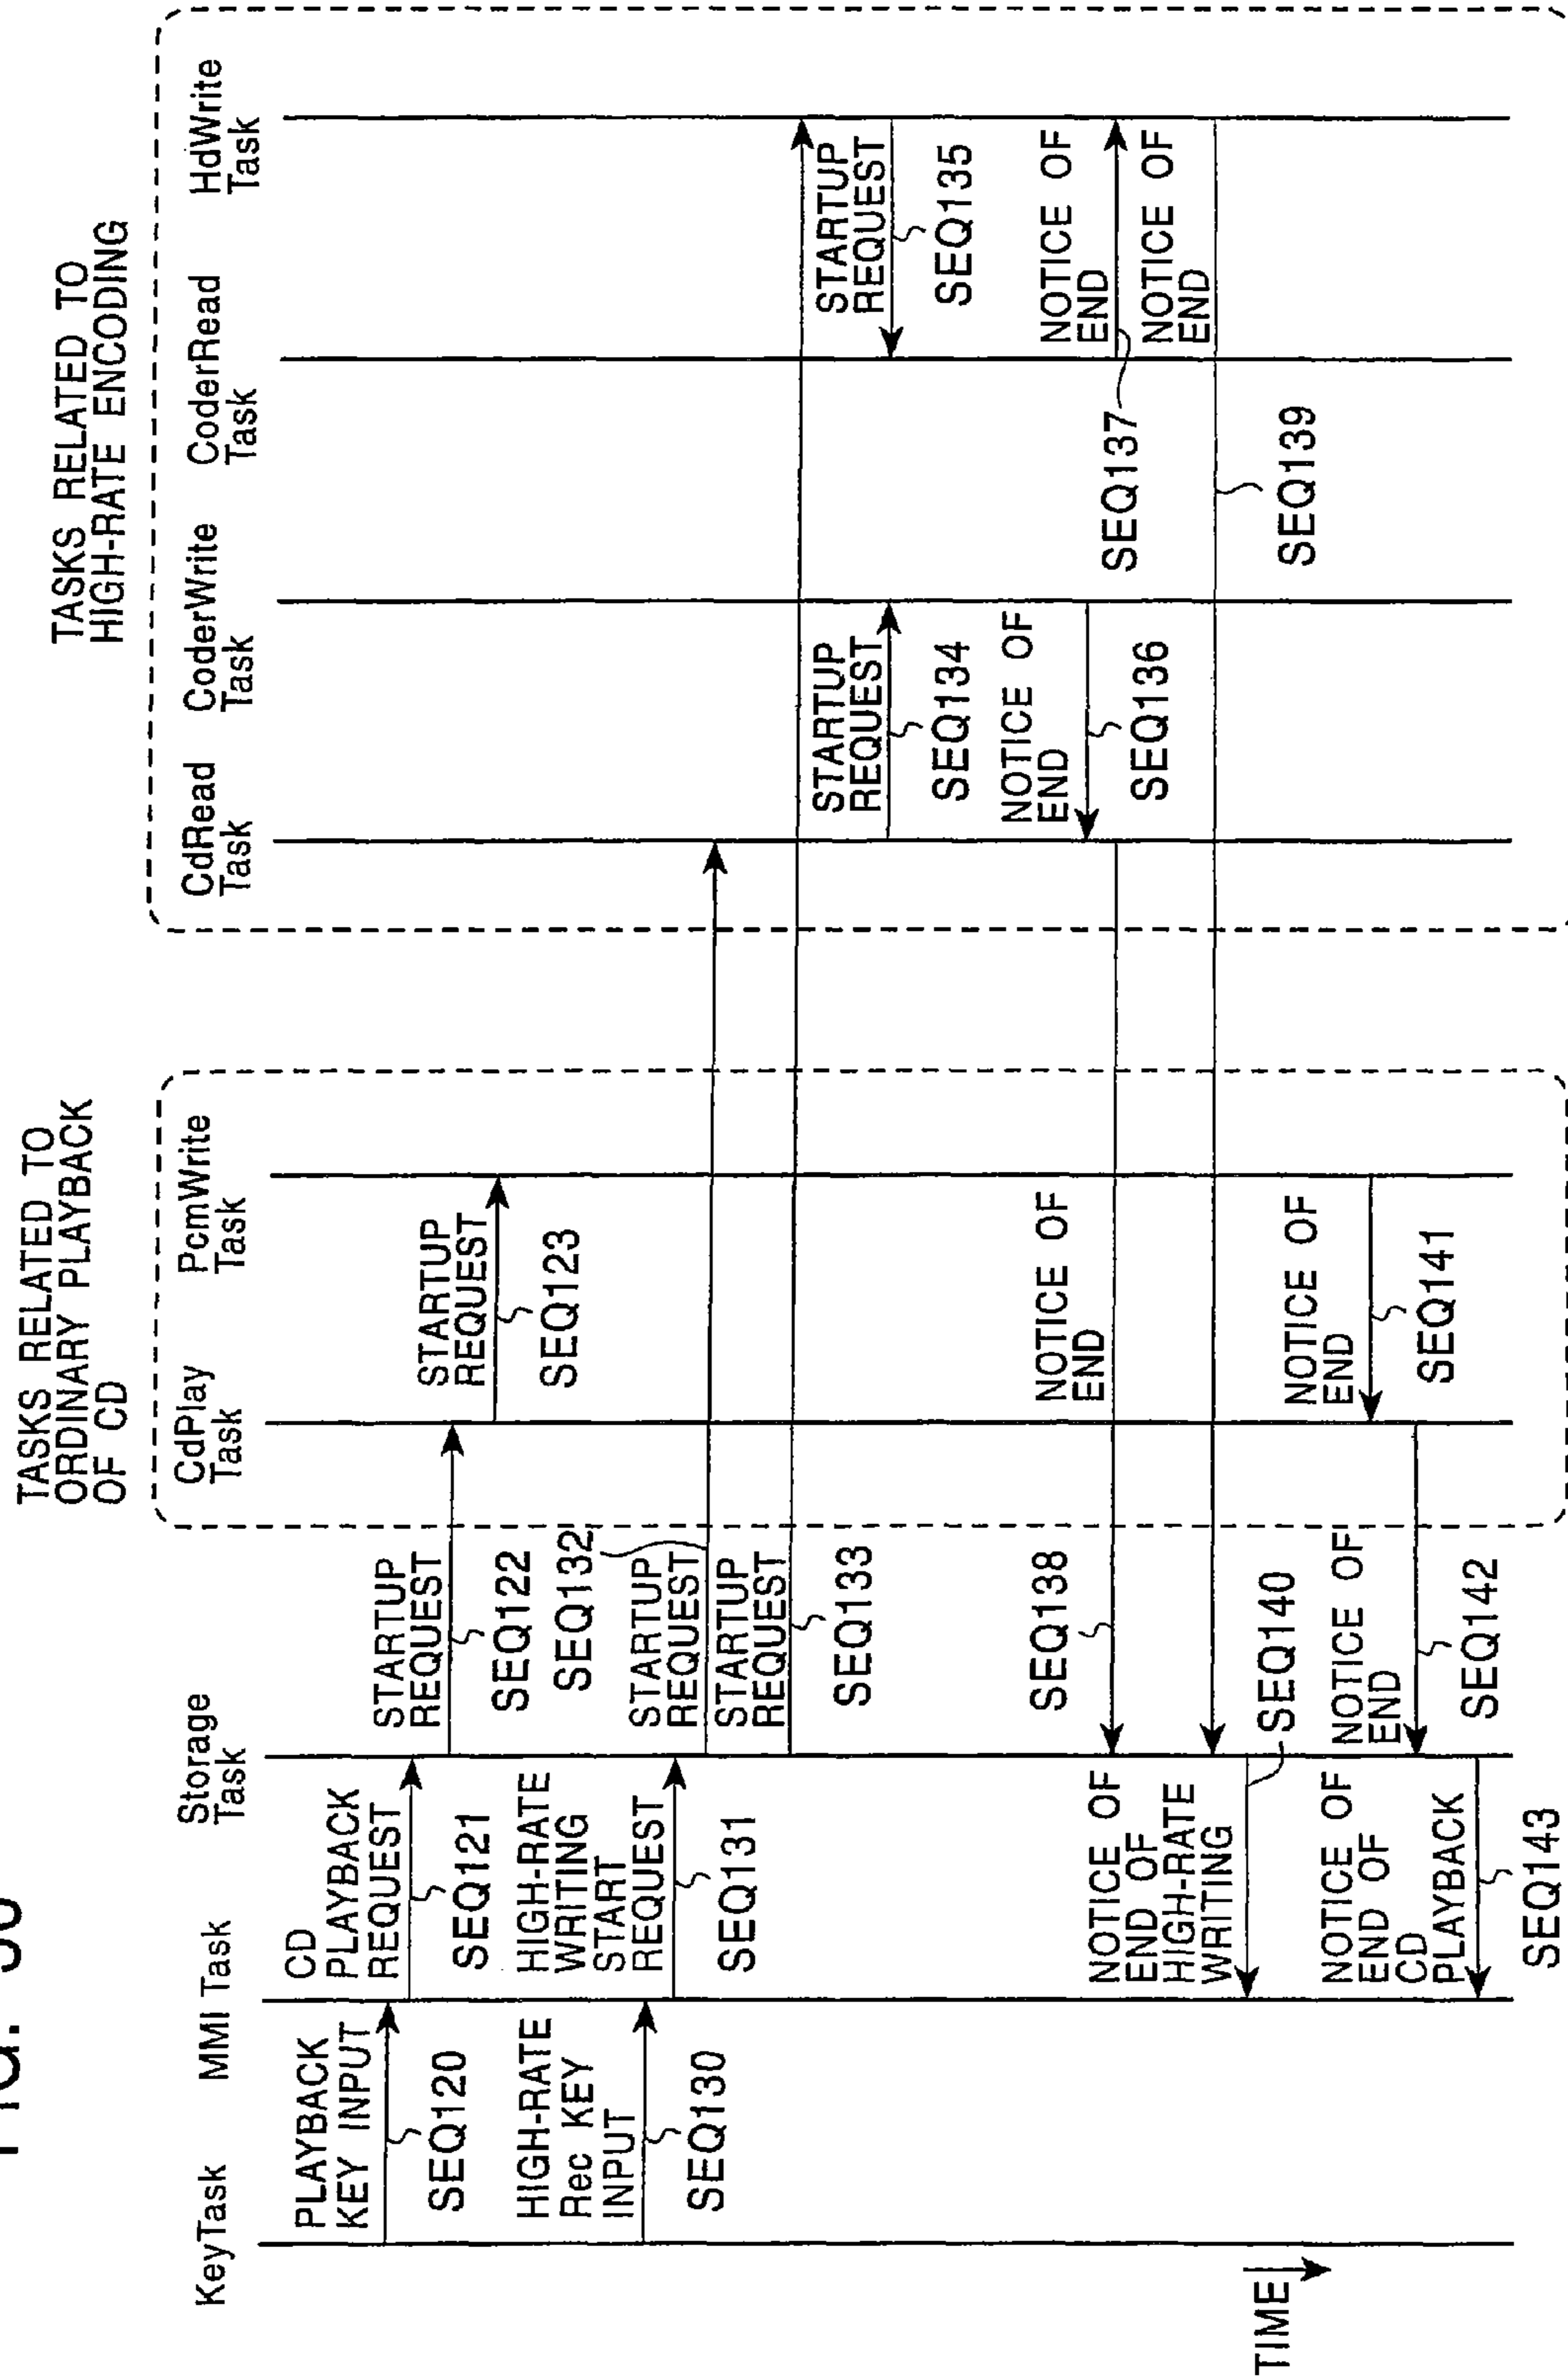 TASKS RELATED TO
ORDINARY PLAYBACK
OF CD
TASKS RELATED TO
HIGH-RATE ENCODING
KeyTask
MMI Task
Storage
Task
CdPlay
Task
PcmWrite
Task
CdRead
Task
CoderWrite
Task
CoderRead
Task
HdWrite
Task
PLAYBACK
KEY INPUT
SEQ120
CD
PLAYBACK
REQUEST
SEQ121
STARTUP
REQUEST
SEQ122
STARTUP
REQUEST
SEQ123
HIGH-RATE
Rec KEY
INPUT
SEQ130
HIGH-RATE
WRITING
START
REQUEST
SEQ131
SEQ132
STARTUP
REQUEST
STARTUP
REQUEST
SEQ133
STARTUP
REQUEST
SEQ134
STARTUP
REQUEST
SEQ135
NOTICE OF
END
SEQ136
NOTICE OF
END
SEQ137
NOTICE OF
END
SEQ138
NOTICE OF
END
SEQ139
NOTICE OF
END OF
HIGH-RATE
WRITING
SEQ140
NOTICE OF
END
SEQ141
NOTICE OF
END
SEQ142
NOTICE OF
END OF
CD
PLAYBACK
SEQ143
TIME